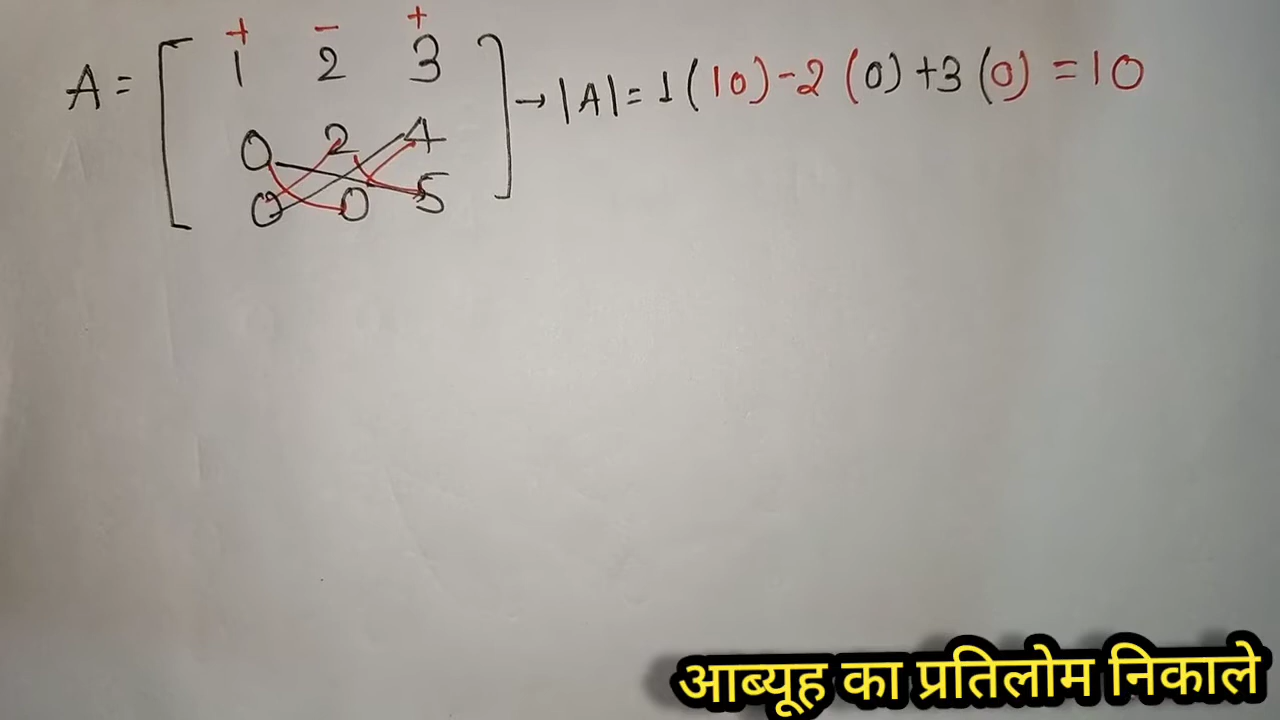 + - +
A = [ 1 2 3 ] → |A| = 1 (10) - 2 (0) + 3 (0) = 10
0 2 4
0 0 5
आब्यूह का प्रतिलोम निकाले